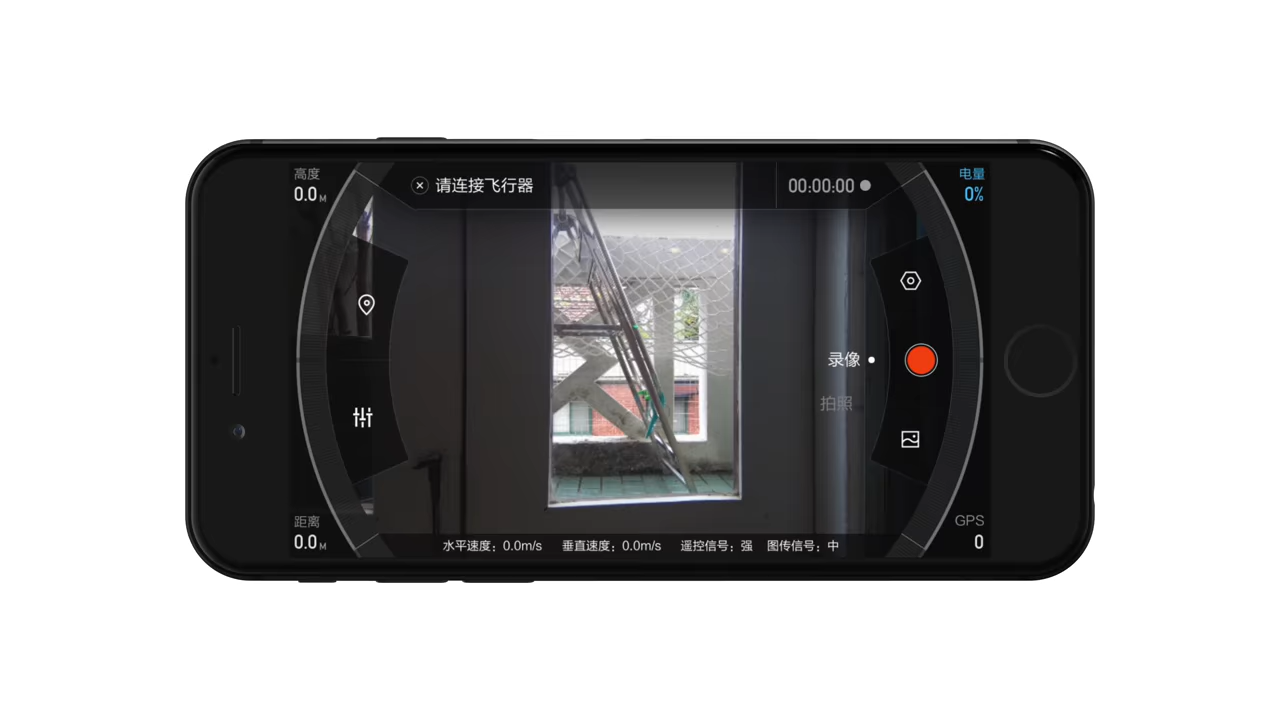 高度
0.0 M
请连接飞行器
00:00:00
电量
0%
录像
拍照
距离
0.0 M
GPS
0
水平速度：0.0m/s 垂直速度：0.0m/s 遥控信号：强 图传信号：中